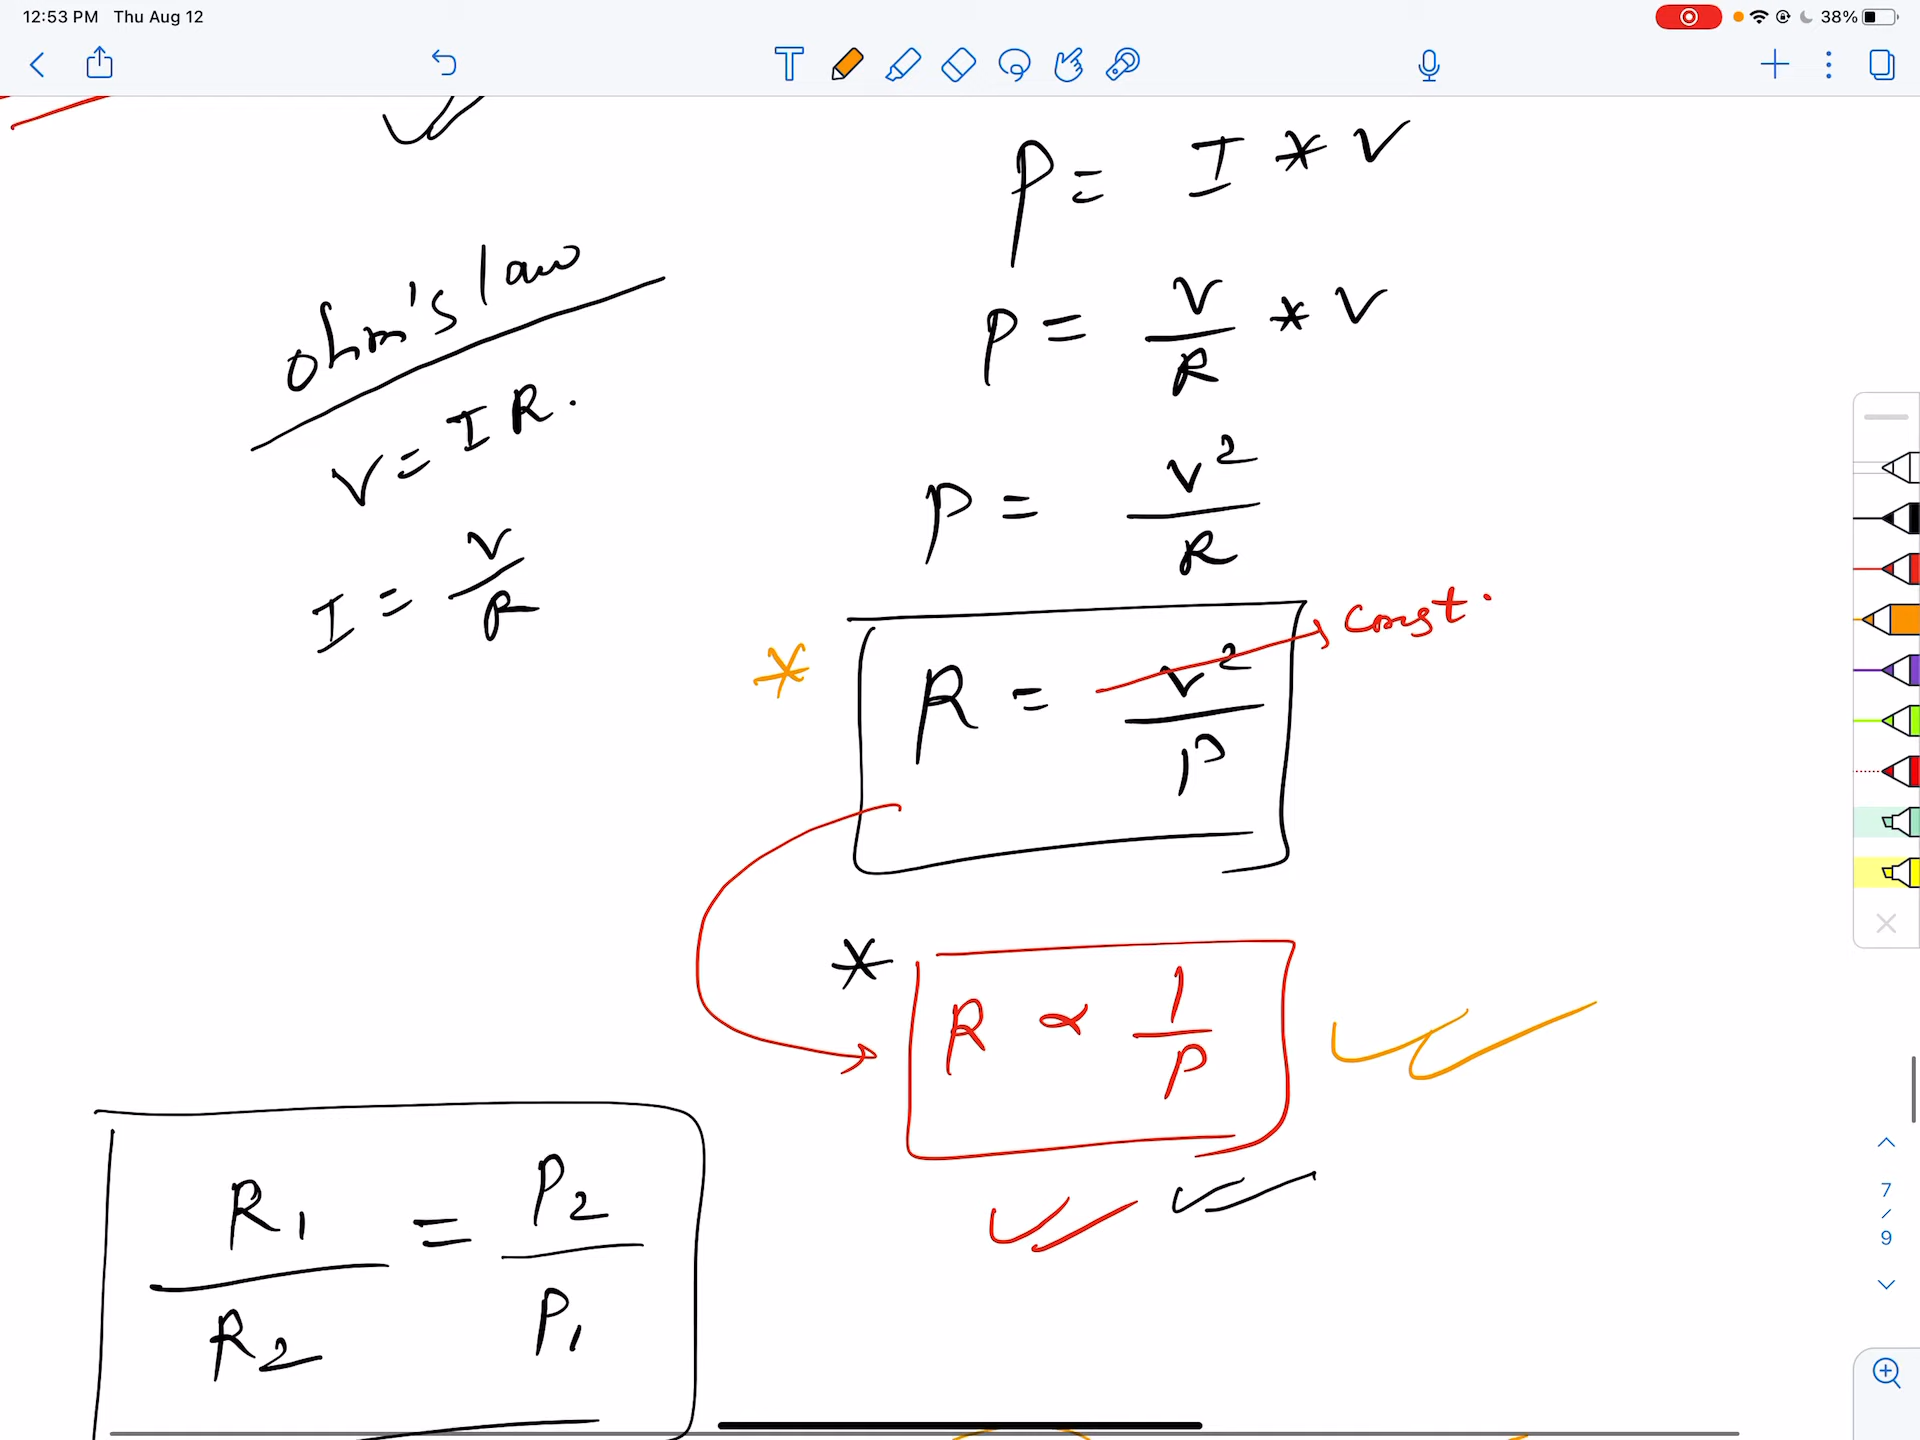 12:53 PM Thu Aug 12
38%
P = I * V
P = V/R * V
P = V²/R
R = V²/P
const.
R ∝ 1/P
ohm's law
V = IR.
I = V/R
R₁/R₂ = P₂/P₁
7
/
9